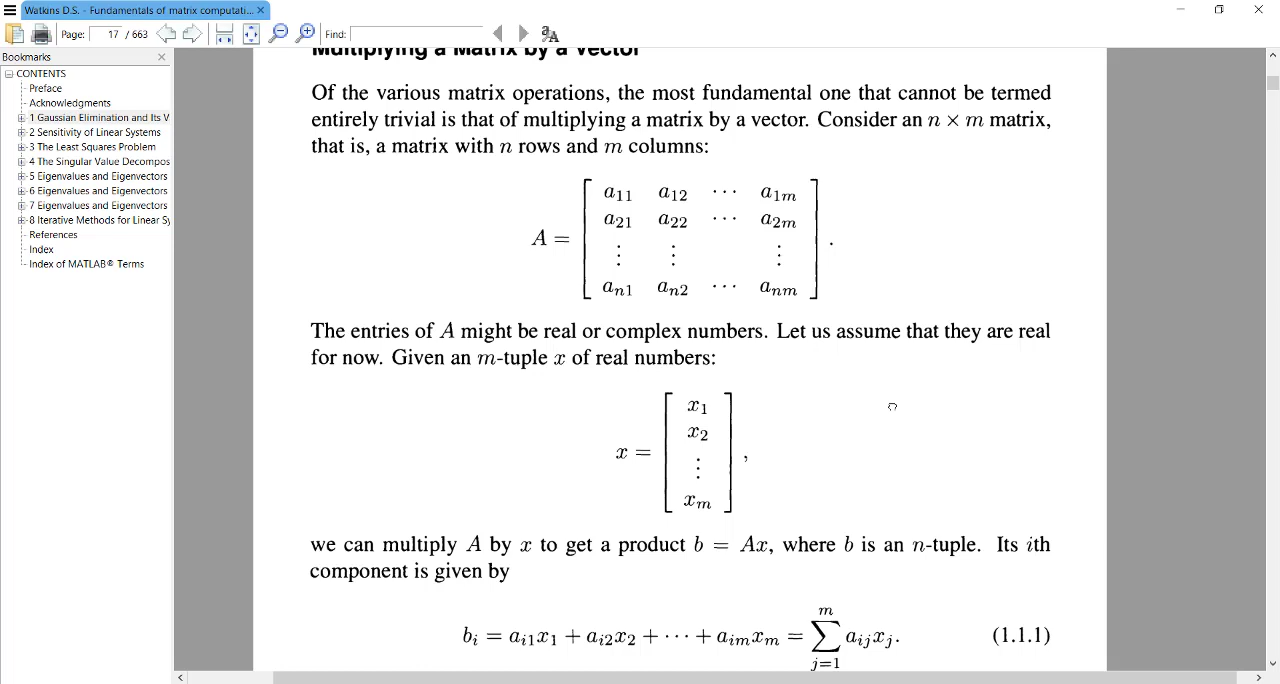 Watkins D.S. - Fundamentals of matrix computati...
Page: 17 / 663 Find:
Bookmarks
CONTENTS
Preface
Acknowledgments
1 Gaussian Elimination and Its V
2 Sensitivity of Linear Systems
3 The Least Squares Problem
4 The Singular Value Decompos
5 Eigenvalues and Eigenvectors
6 Eigenvalues and Eigenvectors
7 Eigenvalues and Eigenvectors
8 Iterative Methods for Linear Sy
References
Index
Index of MATLAB® Terms
Multiplying a Matrix by a Vector
Of the various matrix operations, the most fundamental one that cannot be termed
entirely trivial is that of multiplying a matrix by a vector. Consider an n × m matrix,
that is, a matrix with n rows and m columns:
a11 a12 ⋯ a1m
a21 a22 ⋯ a2m
A =
⋮ ⋮ ⋮ .
an1 an2 ⋯ anm
The entries of A might be real or complex numbers. Let us assume that they are real
for now. Given an m-tuple x of real numbers:
x1
x2
x = ,
⋮
xm
we can multiply A by x to get a product b = Ax, where b is an n-tuple. Its ith
component is given by
bi = ai1x1 + ai2x2 + ⋯ + aimxm = ∑_{j=1}^{m} aijxj. (1.1.1)